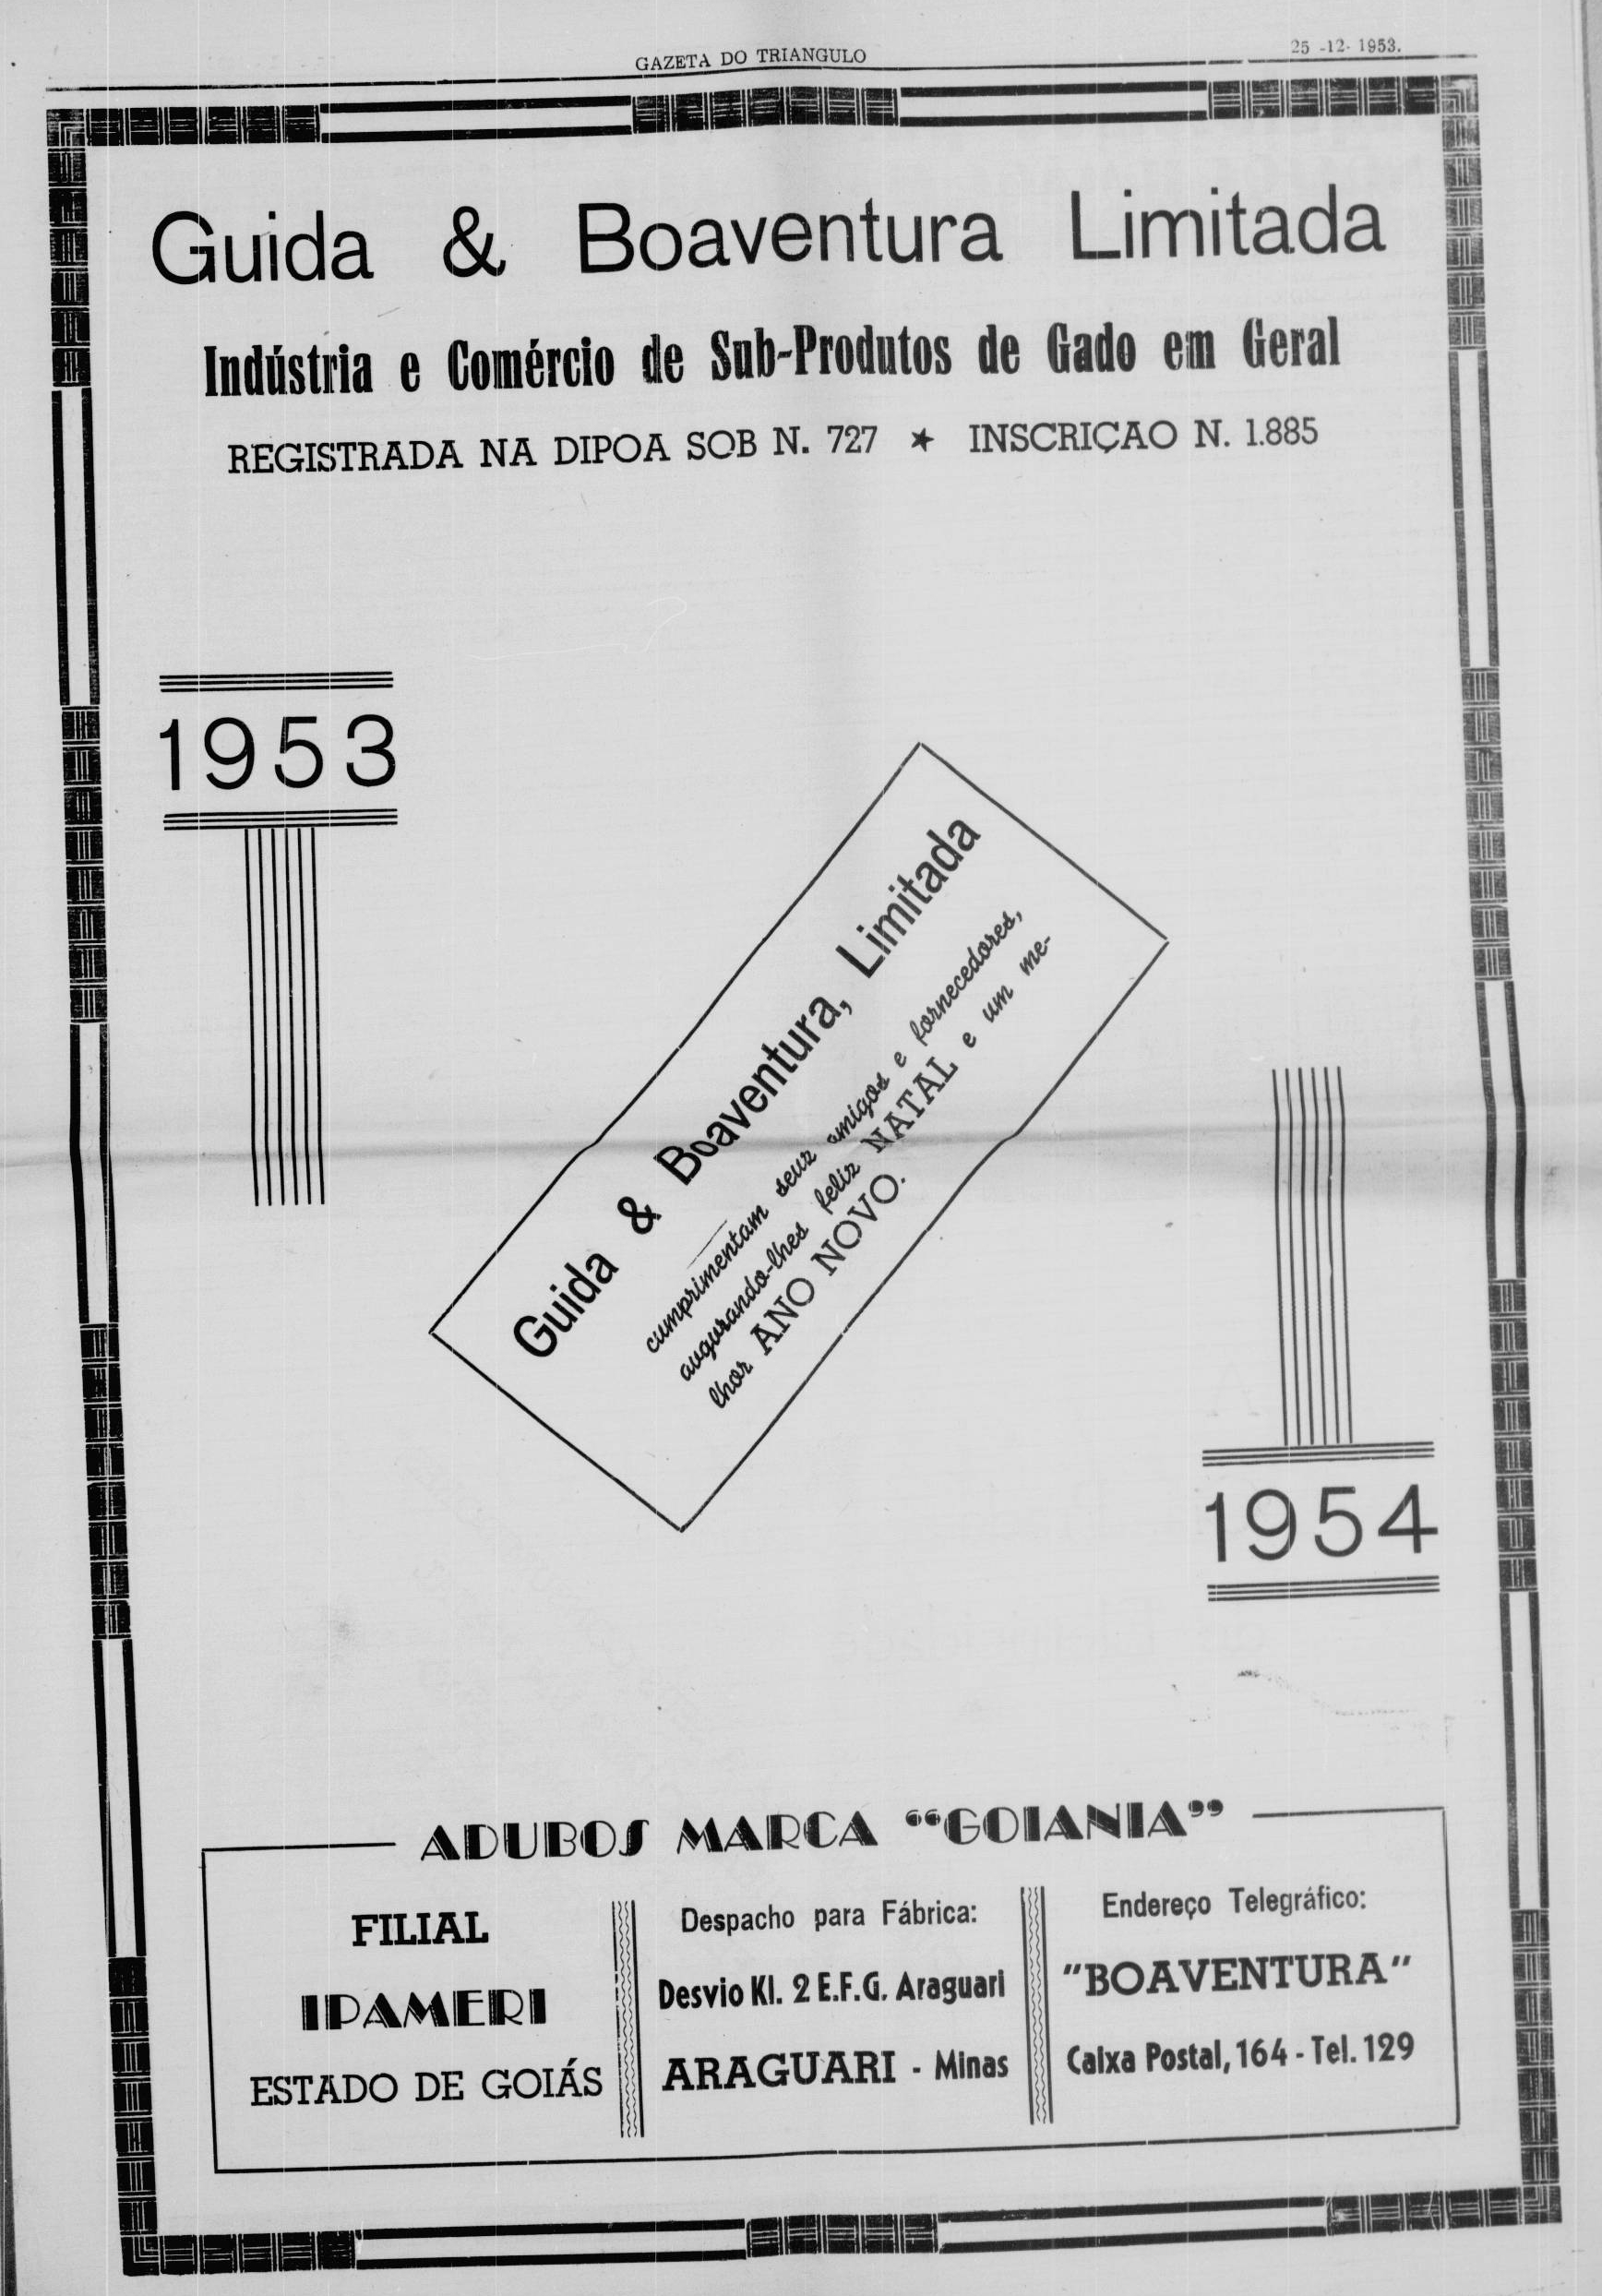 GAZETA DO TRIANGULO
25 -12- 1953.
Guida & Boaventura Limitada
Indústria e Comércio de Sub-Produtos de Gado em Geral
REGISTRADA NA DIPOA SOB N. 727 ★ INSCRIÇAO N. 1.885
1953
Guida & Boaventura, Limitada
cumprimentam seuz amigos e fornecedores,
augurando-lhes feliz NATAL e um me-
lhor ANO NOVO.
1954
ADUBOS MARCA "GOIANIA"
FILIAL
IPAMERI
ESTADO DE GOIÁS
Despacho para Fábrica:
Desvio Kl. 2 E.F.G. Araguari
ARAGUARI - Minas
Endereço Telegráfico:
"BOAVENTURA"
Caixa Postal, 164 - Tel. 129